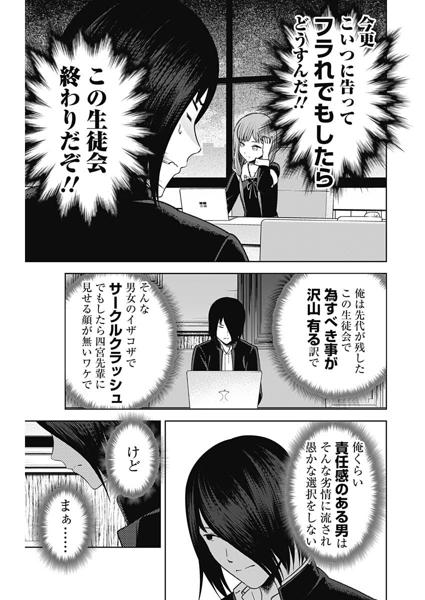 今更
こいつに告って
フラれでもしたら
どうすんだ!!
この生徒会
終わりだぞ!!
俺は先代が残した
この生徒会で
為すべき事が
沢山有る訳で
そんな
男女のイザコザで
サークルクラッシュ
でもしたら四宮先輩に
見せる顔が無いワケで
俺くらい
責任感のある男は
そんな劣情に流され
愚かな選択をしない
けど
まぁ……